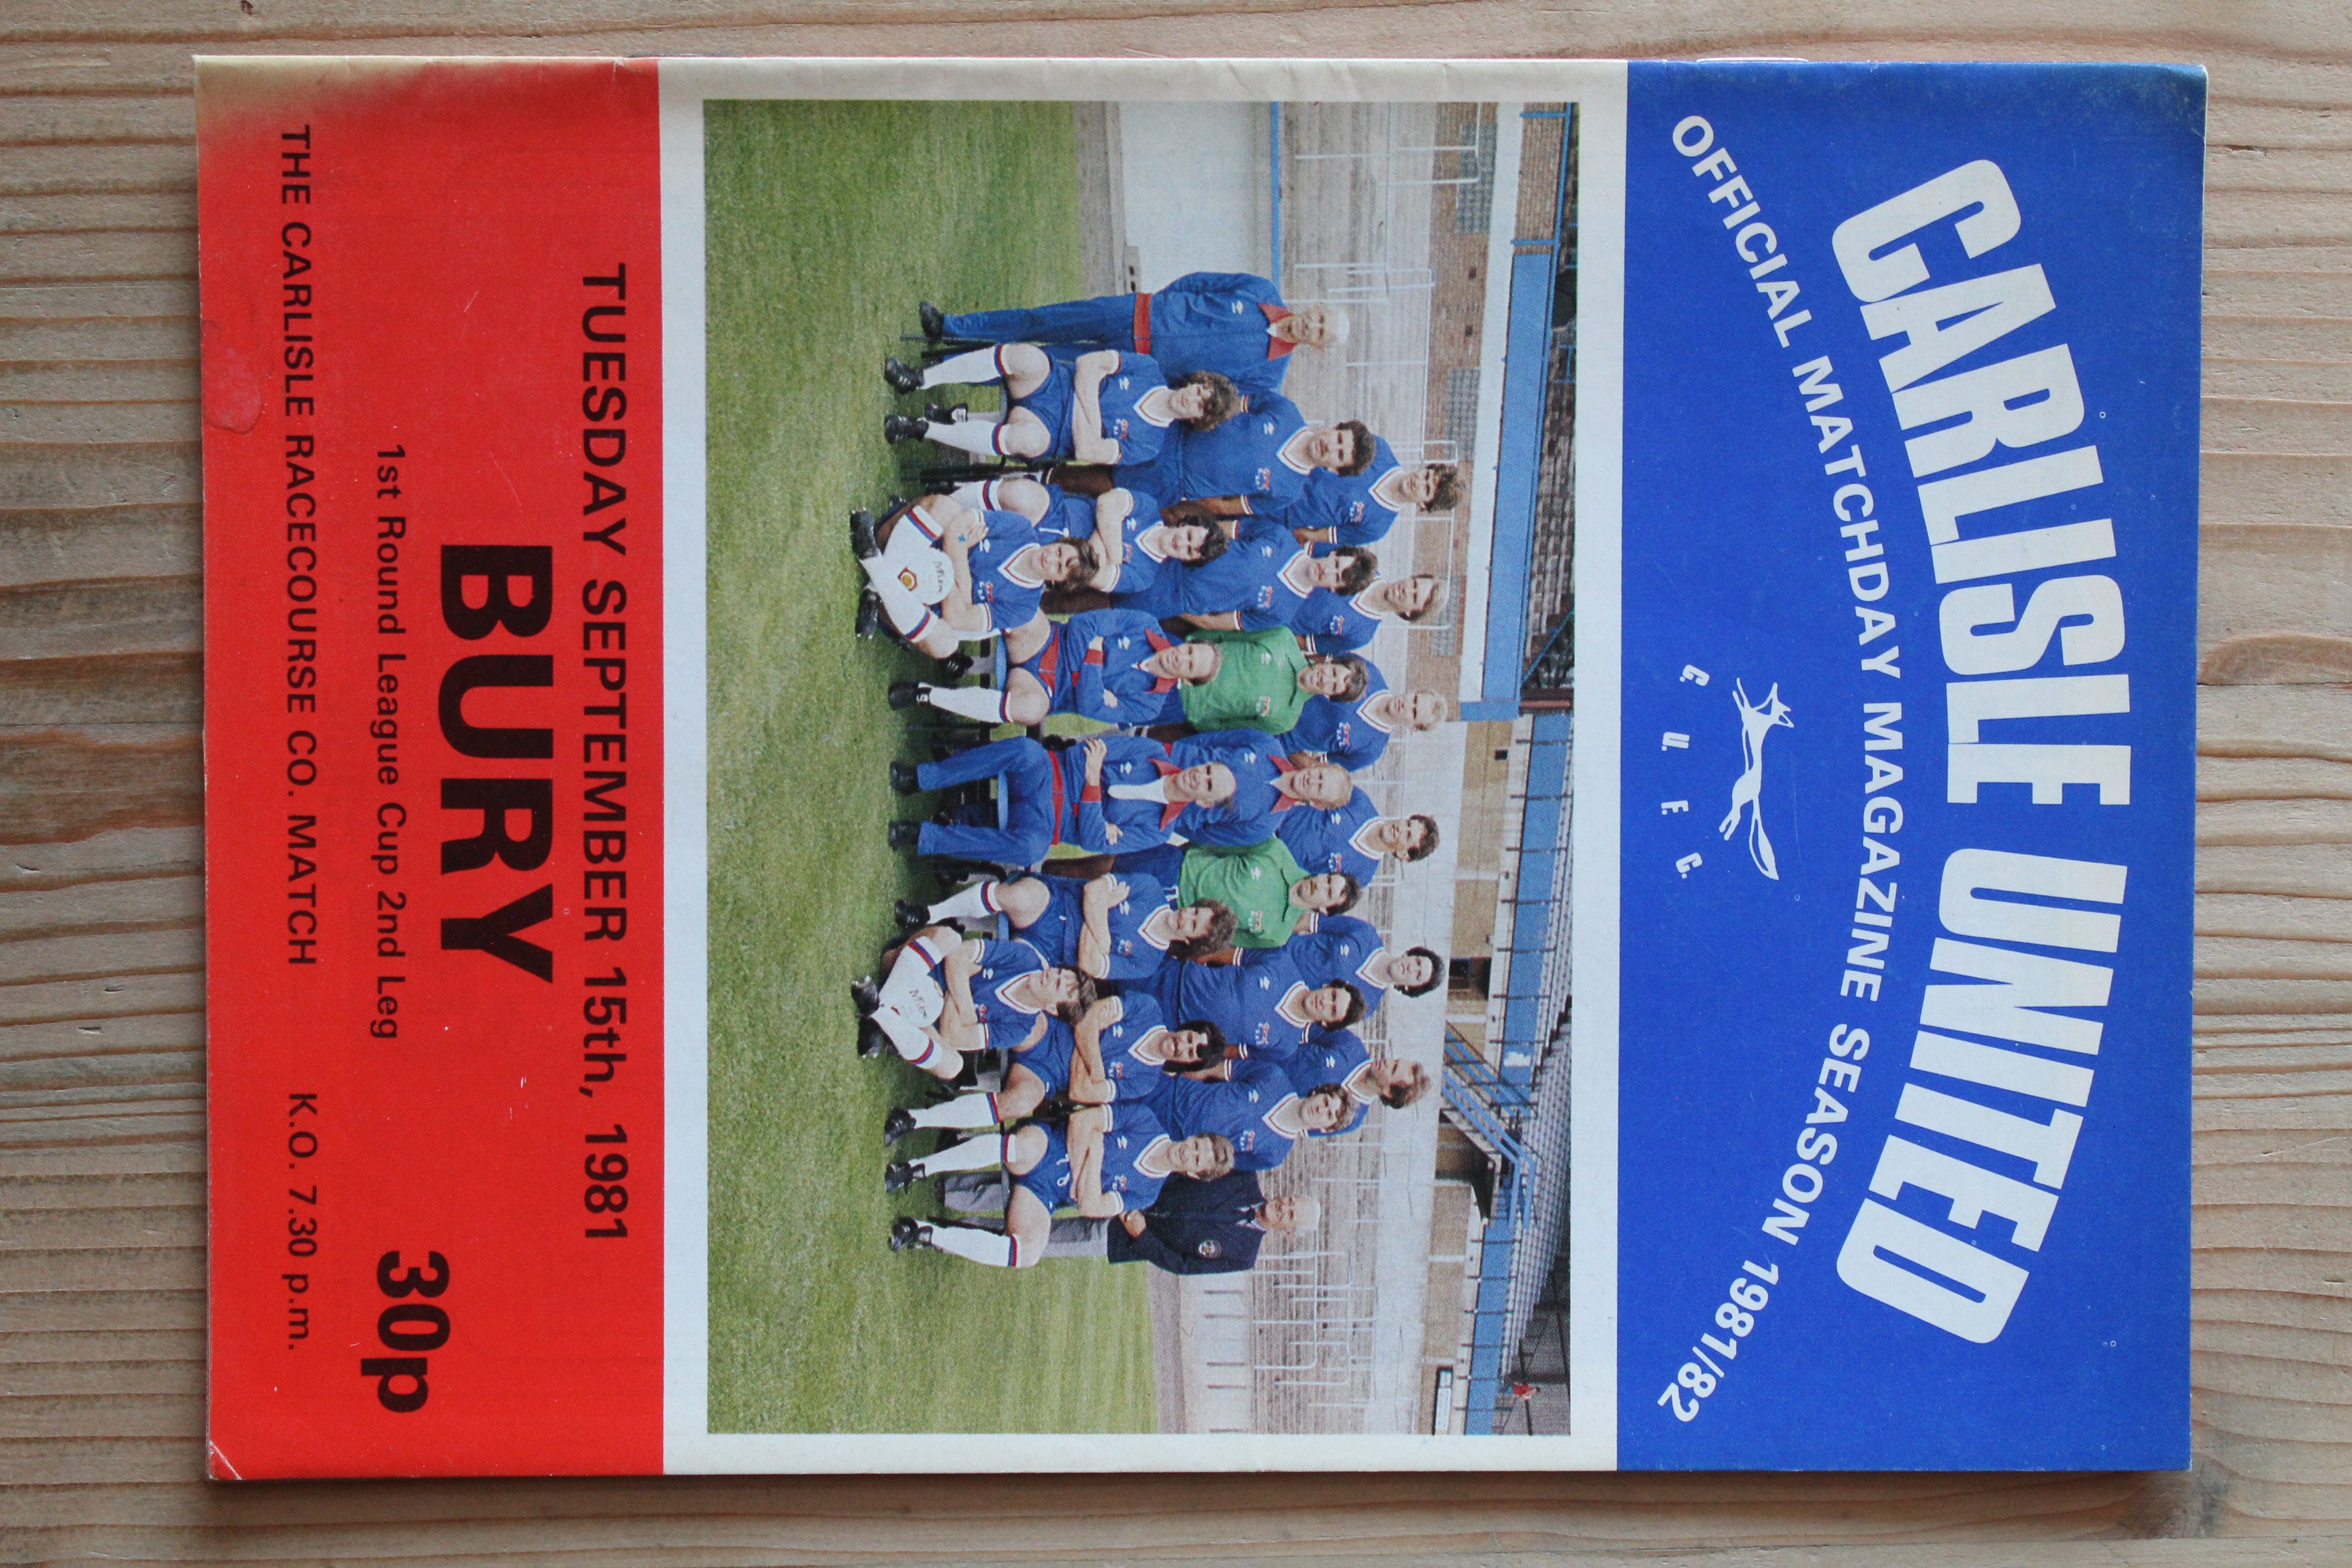 CARLISLE UNITED
OFFICIAL MATCHDAY MAGAZINE SEASON 1981/82
C. U. F. C.
TUESDAY SEPTEMBER 15th, 1981
BURY
1st Round League Cup 2nd Leg
30p
THE CARLISLE RACECOURSE CO. MATCH K.O. 7.30 p.m.